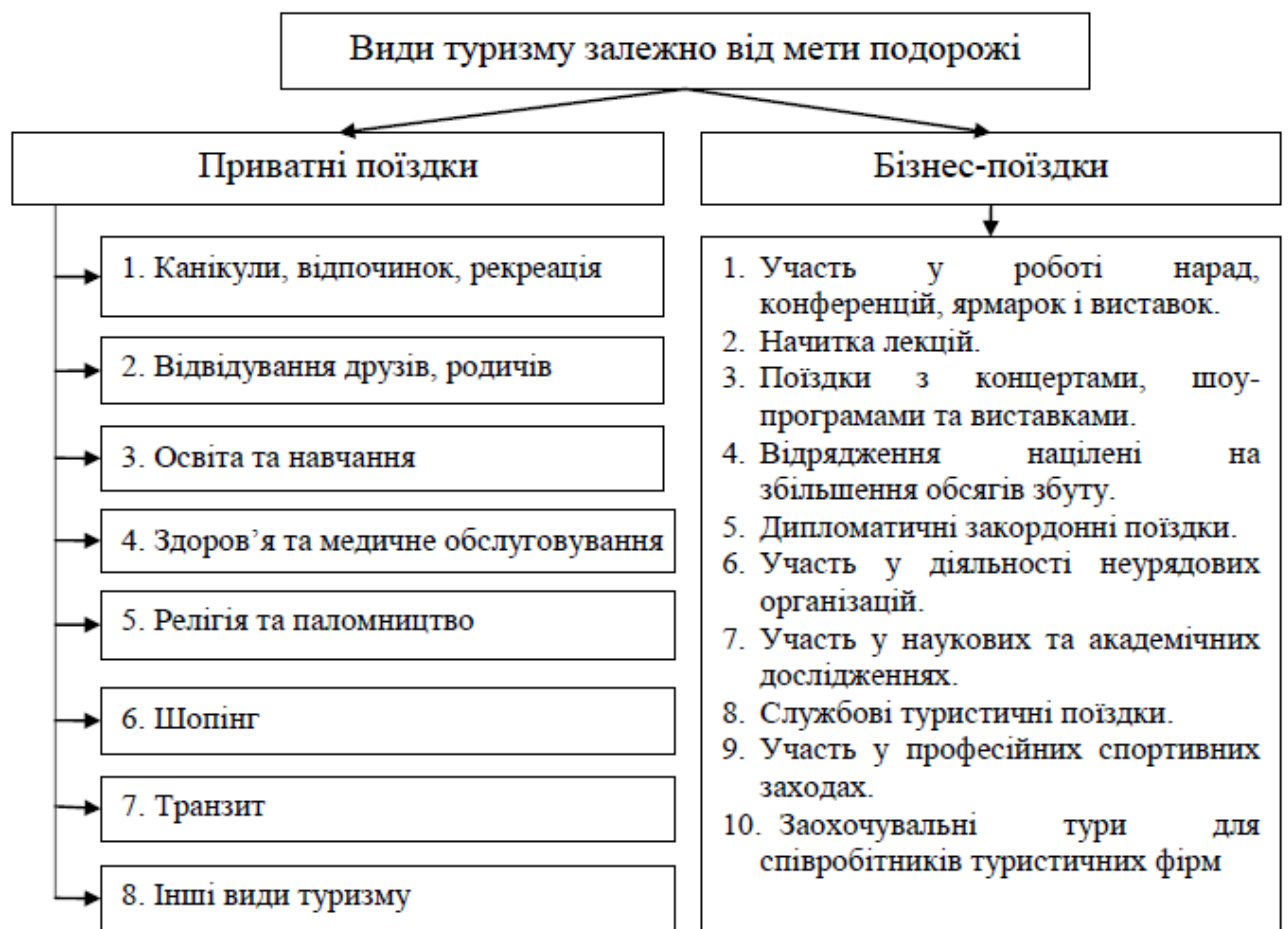 Види туризму залежно від мети подорожі
Приватні поїздки
1. Канікули, відпочинок, рекреація
2. Відвідування друзів, родичів
3. Освіта та навчання
4. Здоров’я та медичне обслуговування
5. Релігія та паломництво
6. Шопінг
7. Транзит
8. Інші види туризму
Бізнес-поїздки
1. Участь у роботі нарад,
конференцій, ярмарок і виставок.
2. Начитка лекцій.
3. Поїздки з концертами, шоу-
програмами та виставками.
4. Відрядження націлені на
збільшення обсягів збуту.
5. Дипломатичні закордонні поїздки.
6. Участь у діяльності неурядових
організацій.
7. Участь у наукових та академічних
дослідженнях.
8. Службові туристичні поїздки.
9. Участь у професійних спортивних
заходах.
10. Заохочувальні тури для
співробітників туристичних фірм